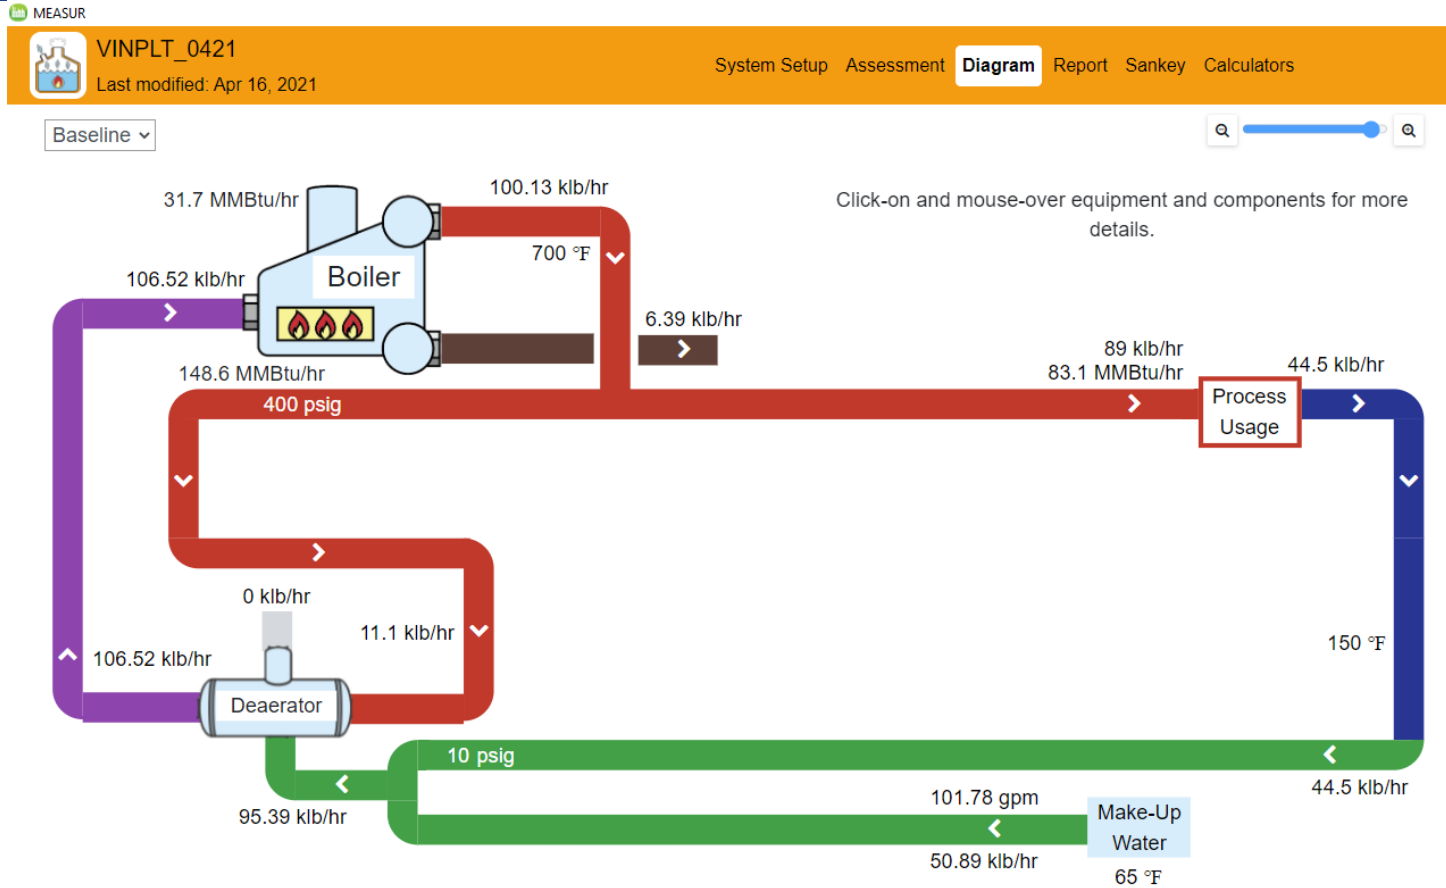 MEASUR
VINPLT_0421
Last modified: Apr 16, 2021
System Setup Assessment Diagram Report Sankey Calculators
Baseline
Click-on and mouse-over equipment and components for more
details.
31.7 MMBtu/hr
100.13 klb/hr
700 °F
106.52 klb/hr
Boiler
6.39 klb/hr
148.6 MMBtu/hr
400 psig
89 klb/hr
83.1 MMBtu/hr
44.5 klb/hr
Process
Usage
0 klb/hr
11.1 klb/hr
150 °F
106.52 klb/hr
Deaerator
10 psig
95.39 klb/hr
44.5 klb/hr
101.78 gpm
Make-Up
Water
50.89 klb/hr
65 °F